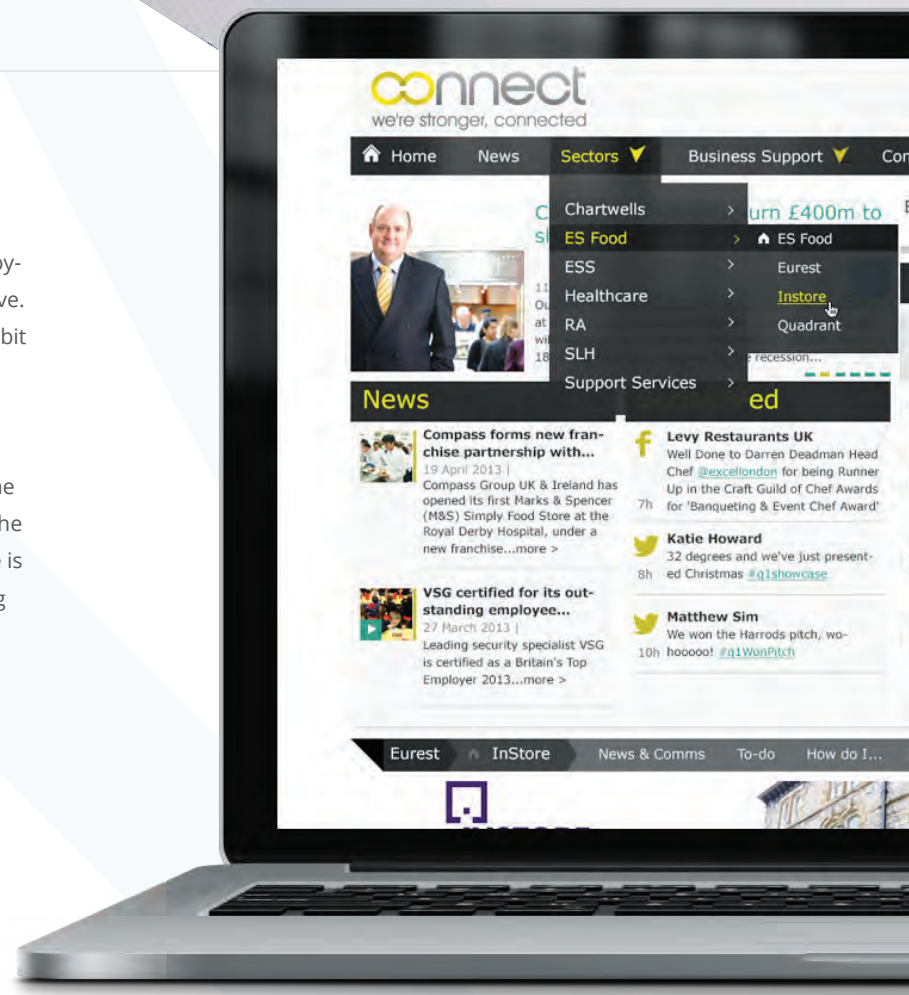 connect
we're stronger, connected
Home News Sectors Business Support
Chartwells
ES Food
ESS
Healthcare
RA
SLH
Support Services
ES Food
Eurest
Instore
Quadrant
urn £400m to
recession...
News
ed
Compass forms new fran-
chise partnership with...
19 April 2013 |
Compass Group UK & Ireland has
opened its first Marks & Spencer
(M&S) Simply Food Store at the
Royal Derby Hospital, under a
new franchise...more >
VSG certified for its out-
standing employee...
27 March 2013 |
Leading security specialist VSG
is certified as a Britain's Top
Employer 2013...more >
Levy Restaurants UK
Well Done to Darren Deadman Head
Chef @excellondon for being Runner
Up in the Craft Guild of Chef Awards
7h for 'Banqueting & Event Chef Award'
Katie Howard
32 degrees and we've just present-
8h ed Christmas #q1showcase
Matthew Sim
We won the Harrods pitch, wo-
10h hooooo! #q1WonPitch
Eurest InStore News & Comms To-do How do I...